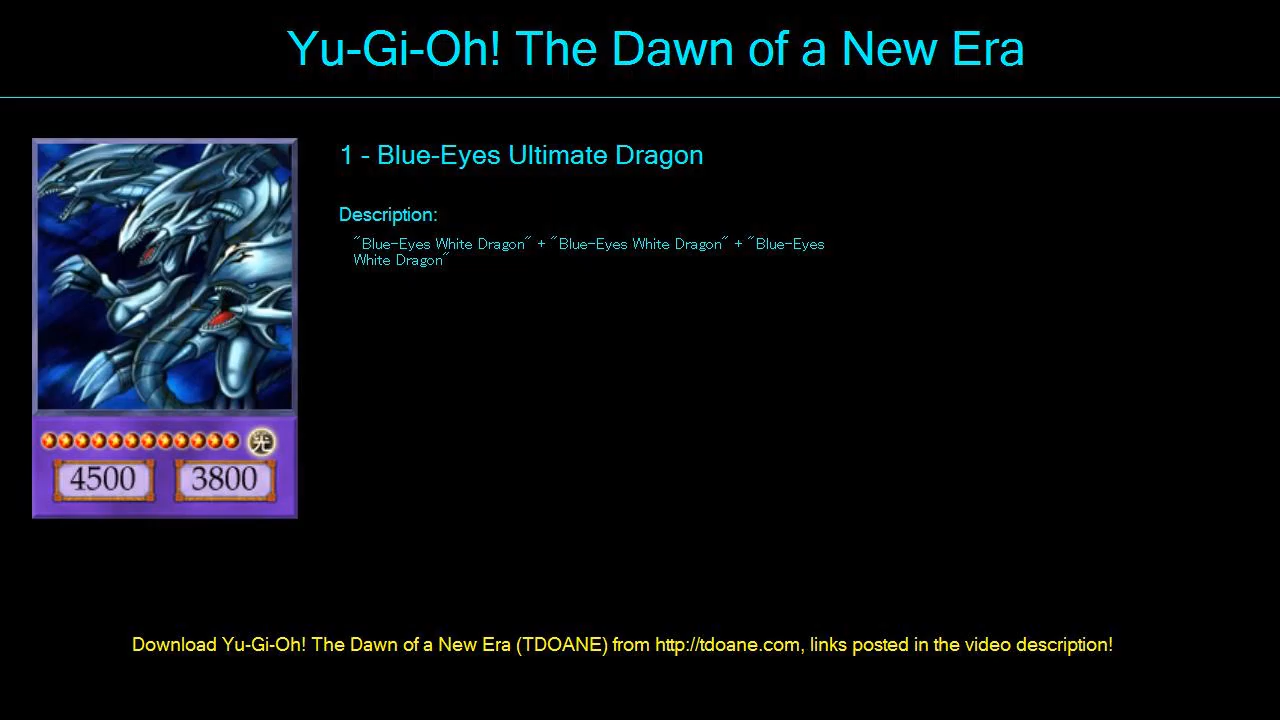 Yu-Gi-Oh! The Dawn of a New Era
1 - Blue-Eyes Ultimate Dragon
Description:
"Blue-Eyes White Dragon" + "Blue-Eyes White Dragon" + "Blue-Eyes
White Dragon"
光
4500 3800
Download Yu-Gi-Oh! The Dawn of a New Era (TDOANE) from http://tdoane.com, links posted in the video description!